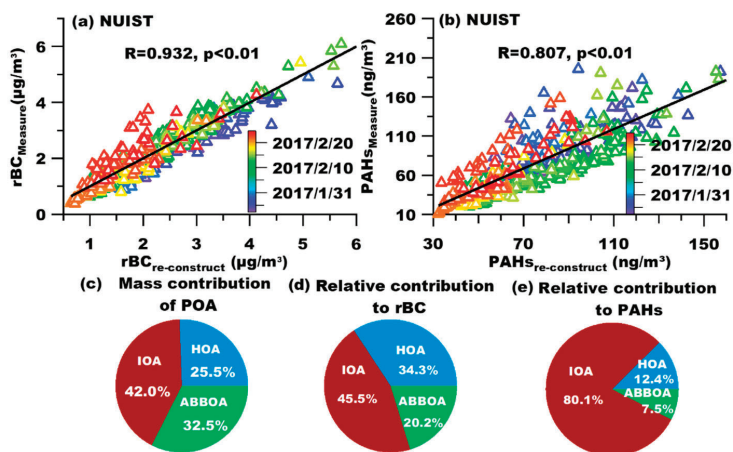 (a) NUIST
R=0.932, p<0.01
rBCMeasure(µg/m³)
6
4
2
0
2017/2/20
2017/2/10
2017/1/31
1 2 3 4 5 6
rBCre-construct (µg/m³)
(b) NUIST
R=0.807, p<0.01
PAHsMeasure(ng/m³)
260
210
160
110
60
10
2017/2/20
2017/2/10
2017/1/31
30 70 110 150
PAHsre-construct (ng/m³)
(c) Mass contribution
of POA
IOA
42.0%
HOA
25.5%
ABBOA
32.5%
(d) Relative contribution
to rBC
IOA
45.5%
HOA
34.3%
ABBOA
20.2%
(e) Relative contribution
to PAHs
IOA
80.1%
HOA
12.4%
ABBOA
7.5%